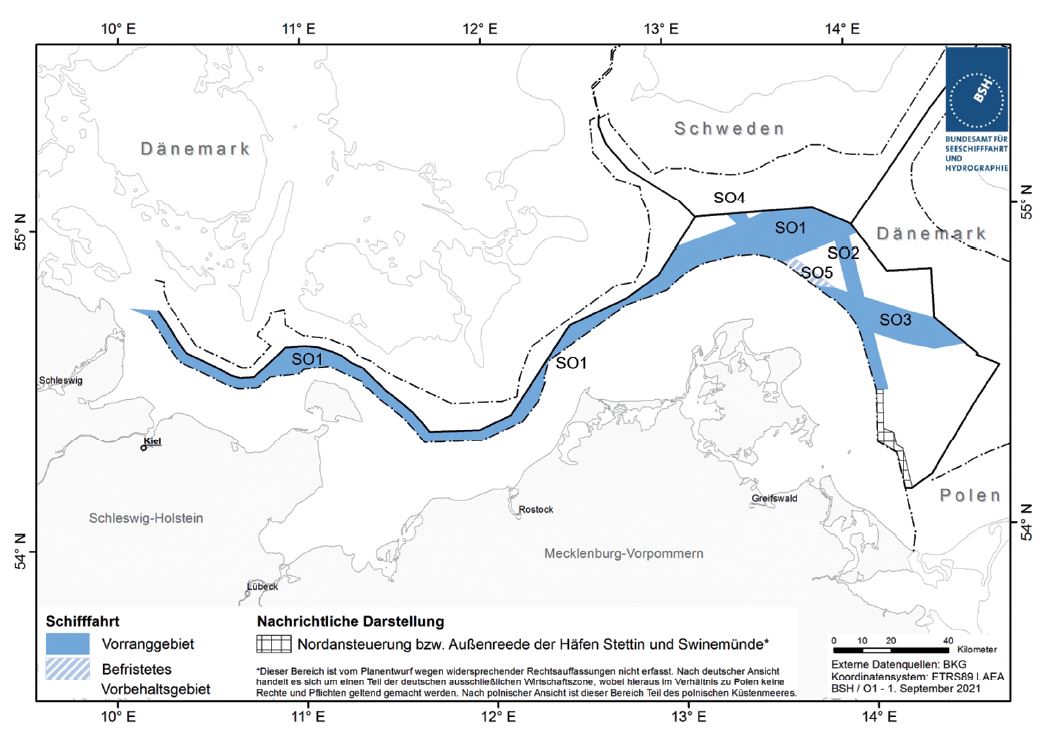 10° E 11° E 12° E 13° E 14° E
BSH
BUNDESAMT FÜR
SEESCHIFFFAHRT
UND
HYDROGRAPHIE
Schweden
Dänemark
55° N
SO4
SO1
55° N
Dänemark
SO2
SO5
SO3
SO1
SO1
Schleswig
Kiel
Greifswald
Polen
Rostock
Schleswig-Holstein
54° N
Mecklenburg-Vorpommern
54° N
Lübeck
Schifffahrt
Vorranggebiet
Befristetes
Vorbehaltsgebiet
Nachrichtliche Darstellung
Nordansteuerung bzw. Außenreede der Häfen Stettin und Swinemünde*
*Dieser Bereich ist vom Planentwurf wegen widersprechender Rechtsauffassungen nicht erfasst. Nach deutscher Ansicht
handelt es sich um einen Teil der deutschen ausschließlichen Wirtschaftszone, wobei hieraus im Verhältnis zu Polen keine
Rechte und Pflichten geltend gemacht werden. Nach polnischer Ansicht ist dieser Bereich Teil des polnischen Küstenmeeres.
0 10 20 40 Kilometer
Externe Datenquellen: BKG
Koordinatensystem: ETRS89 LAEA
BSH / O1 - 1. September 2021
10° E 11° E 12° E 13° E 14° E